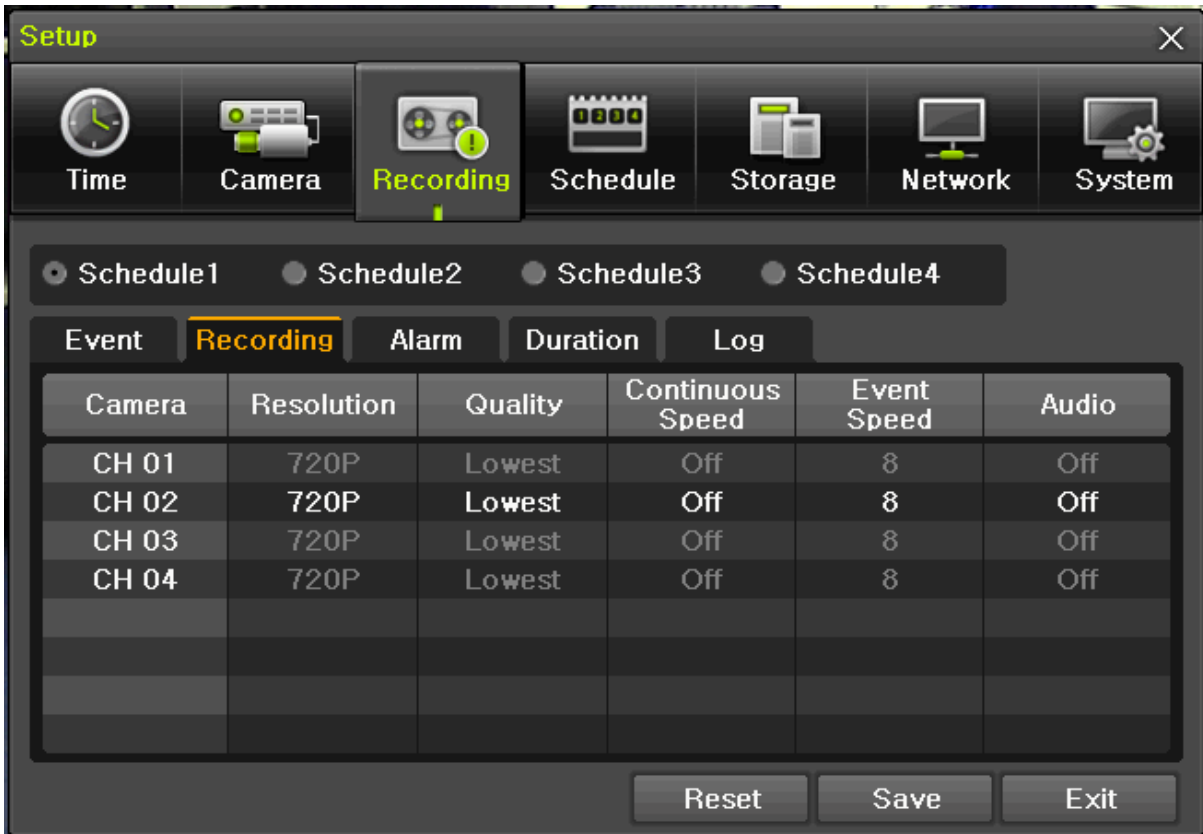 Setup
Time Camera Recording Schedule Storage Network System
Schedule1 Schedule2 Schedule3 Schedule4
Event Recording Alarm Duration Log
Camera Resolution Quality Continuous Speed Event Speed Audio
CH 01 720P Lowest Off 8 Off
CH 02 720P Lowest Off 8 Off
CH 03 720P Lowest Off 8 Off
CH 04 720P Lowest Off 8 Off
Reset Save Exit